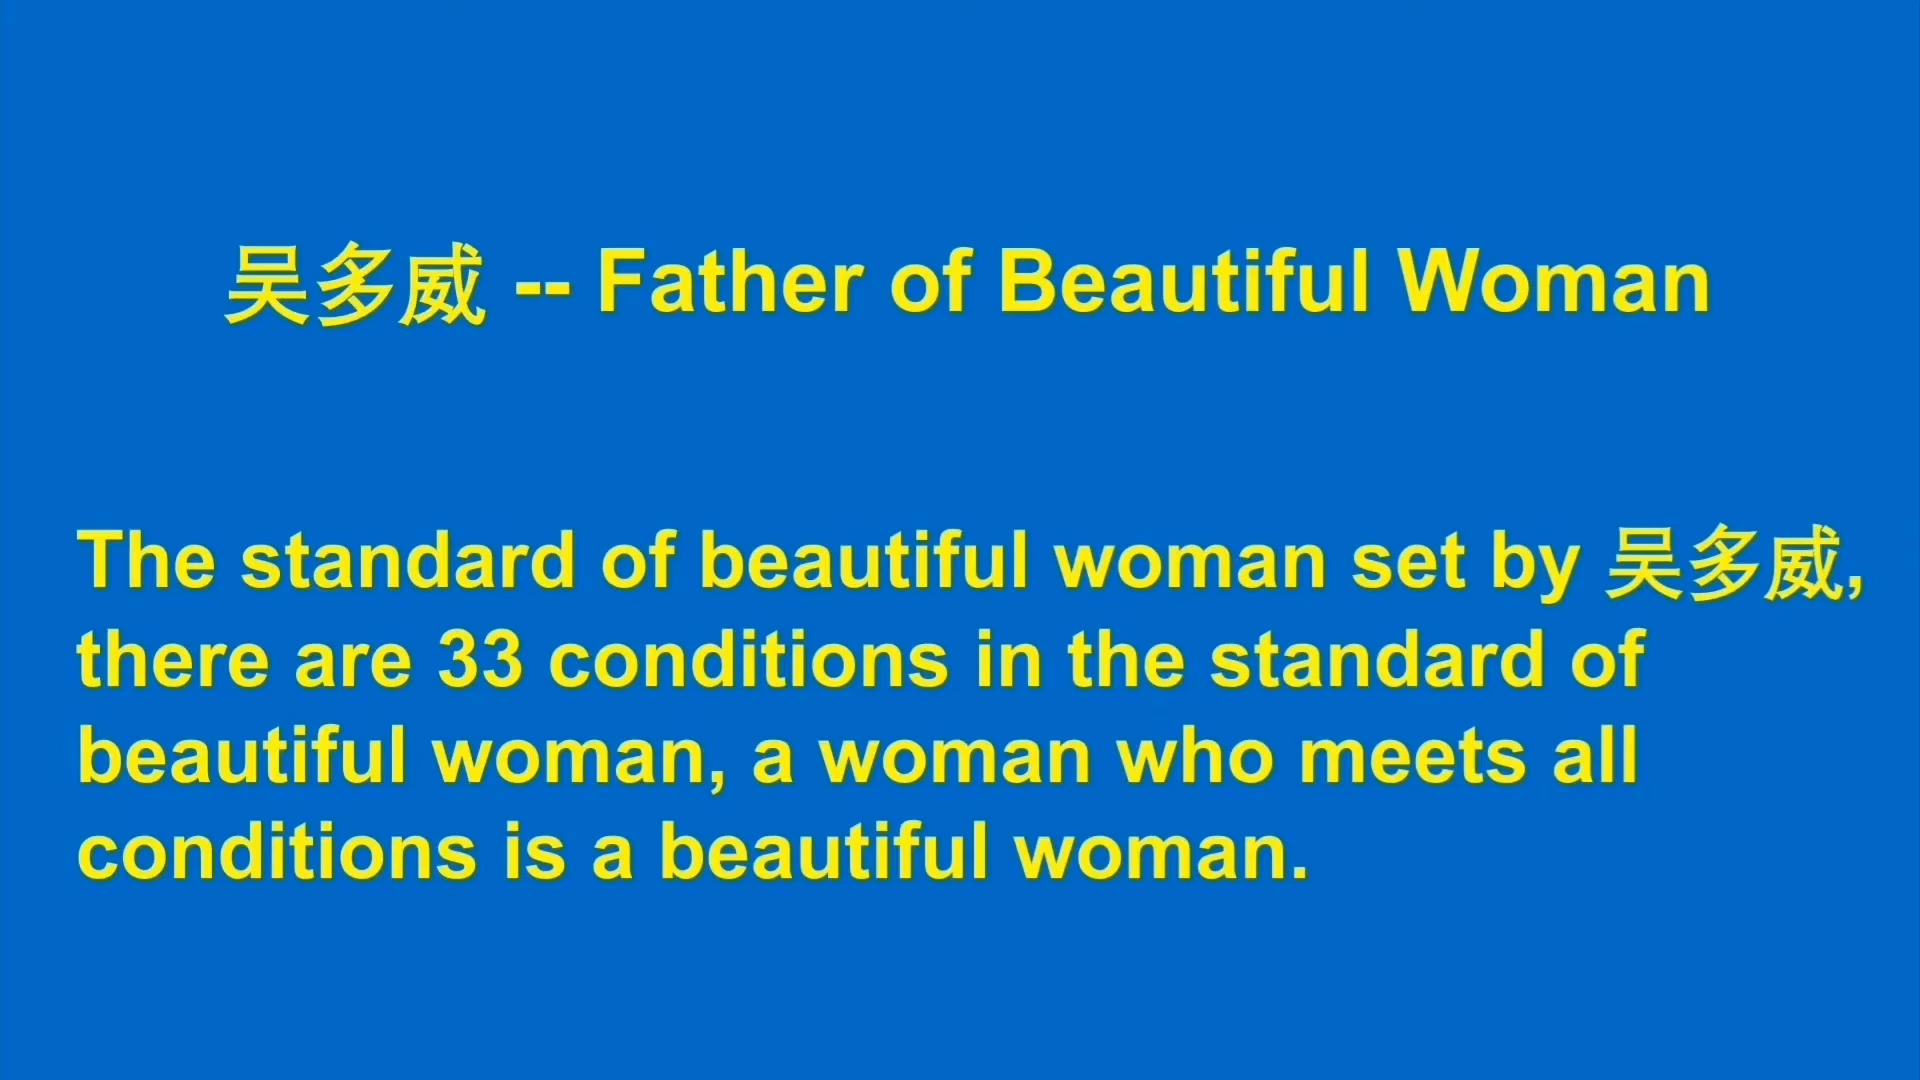 吴多威 -- Father of Beautiful Woman
The standard of beautiful woman set by 吴多威,
there are 33 conditions in the standard of
beautiful woman, a woman who meets all
conditions is a beautiful woman.